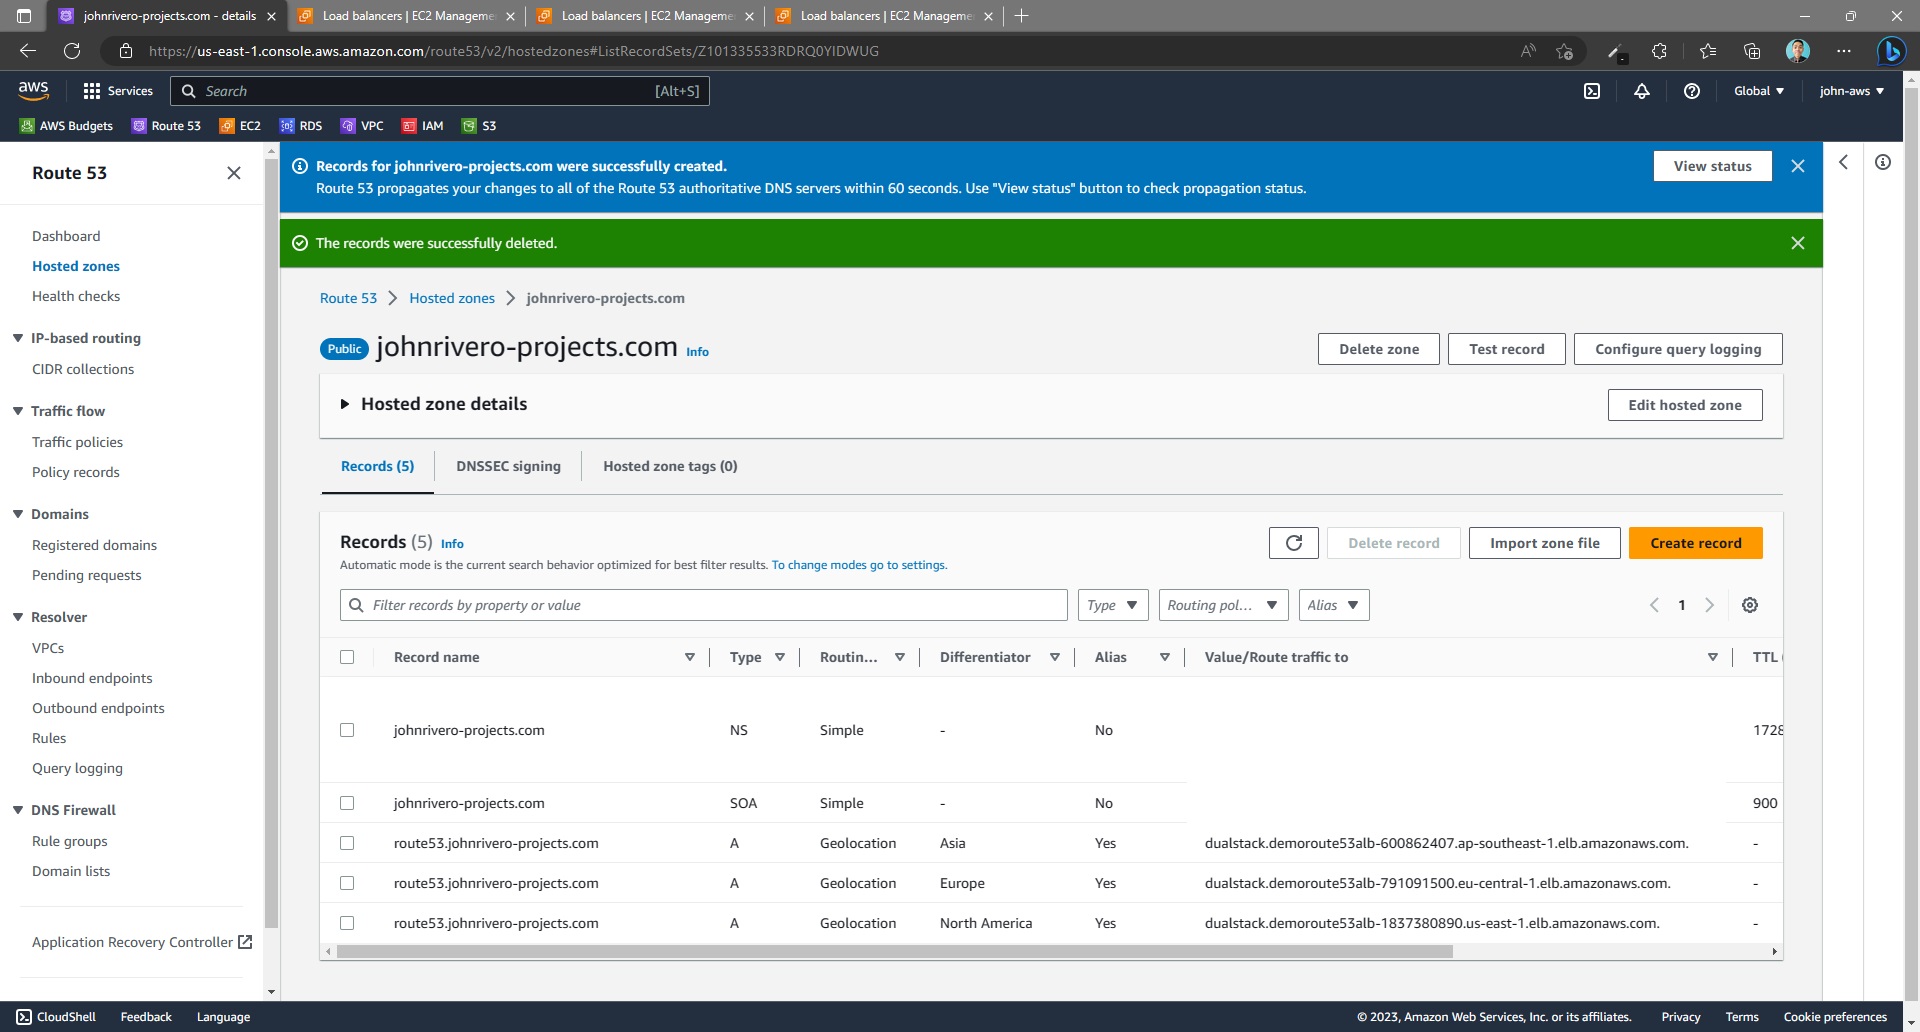 johnrivero-projects.com - details
Load balancers | EC2 Manageme
Load balancers | EC2 Manageme
Load balancers | EC2 Manageme
https://us-east-1.console.aws.amazon.com/route53/v2/hostedzones#ListRecordSets/Z101335533RDRQ0YIDWUG
aws
Services
Search
[Alt+S]
Global
john-aws
AWS Budgets
Route 53
EC2
RDS
VPC
IAM
S3
Route 53
Dashboard
Hosted zones
Health checks
IP-based routing
CIDR collections
Traffic flow
Traffic policies
Policy records
Domains
Registered domains
Pending requests
Resolver
VPCs
Inbound endpoints
Outbound endpoints
Rules
Query logging
DNS Firewall
Rule groups
Domain lists
Application Recovery Controller
Records for johnrivero-projects.com were successfully created.
Route 53 propagates your changes to all of the Route 53 authoritative DNS servers within 60 seconds. Use "View status" button to check propagation status.
View status
The records were successfully deleted.
Route 53 > Hosted zones > johnrivero-projects.com
Public johnrivero-projects.com Info
Delete zone
Test record
Configure query logging
Hosted zone details
Edit hosted zone
Records (5)
DNSSEC signing
Hosted zone tags (0)
Records (5) Info
Automatic mode is the current search behavior optimized for best filter results. To change modes go to settings.
Delete record
Import zone file
Create record
Filter records by property or value
Type
Routing pol...
Alias
1
Record name Type Routin... Differentiator Alias Value/Route traffic to TTL (
johnrivero-projects.com NS Simple - No 1728
johnrivero-projects.com SOA Simple - No 900
route53.johnrivero-projects.com A Geolocation Asia Yes dualstack.demoroute53alb-600862407.ap-southeast-1.elb.amazonaws.com. -
route53.johnrivero-projects.com A Geolocation Europe Yes dualstack.demoroute53alb-791091500.eu-central-1.elb.amazonaws.com. -
route53.johnrivero-projects.com A Geolocation North America Yes dualstack.demoroute53alb-1837380890.us-east-1.elb.amazonaws.com. -
CloudShell
Feedback
Language
© 2023, Amazon Web Services, Inc. or its affiliates.
Privacy
Terms
Cookie preferences